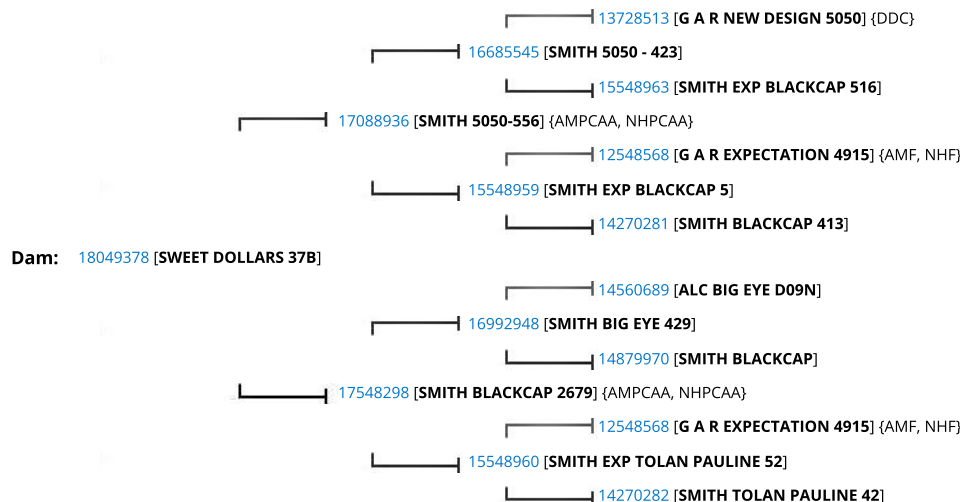 13728513 [G A R NEW DESIGN 5050] {DDC}
16685545 [SMITH 5050 - 423]
15548963 [SMITH EXP BLACKCAP 516]
17088936 [SMITH 5050-556] {AMPCAA, NHPCAA}
12548568 [G A R EXPECTATION 4915] {AMF, NHF}
15548959 [SMITH EXP BLACKCAP 5]
14270281 [SMITH BLACKCAP 413]
Dam: 18049378 [SWEET DOLLARS 37B]
14560689 [ALC BIG EYE D09N]
16992948 [SMITH BIG EYE 429]
14879970 [SMITH BLACKCAP]
17548298 [SMITH BLACKCAP 2679] {AMPCAA, NHPCAA}
12548568 [G A R EXPECTATION 4915] {AMF, NHF}
15548960 [SMITH EXP TOLAN PAULINE 52]
14270282 [SMITH TOLAN PAULINE 42]